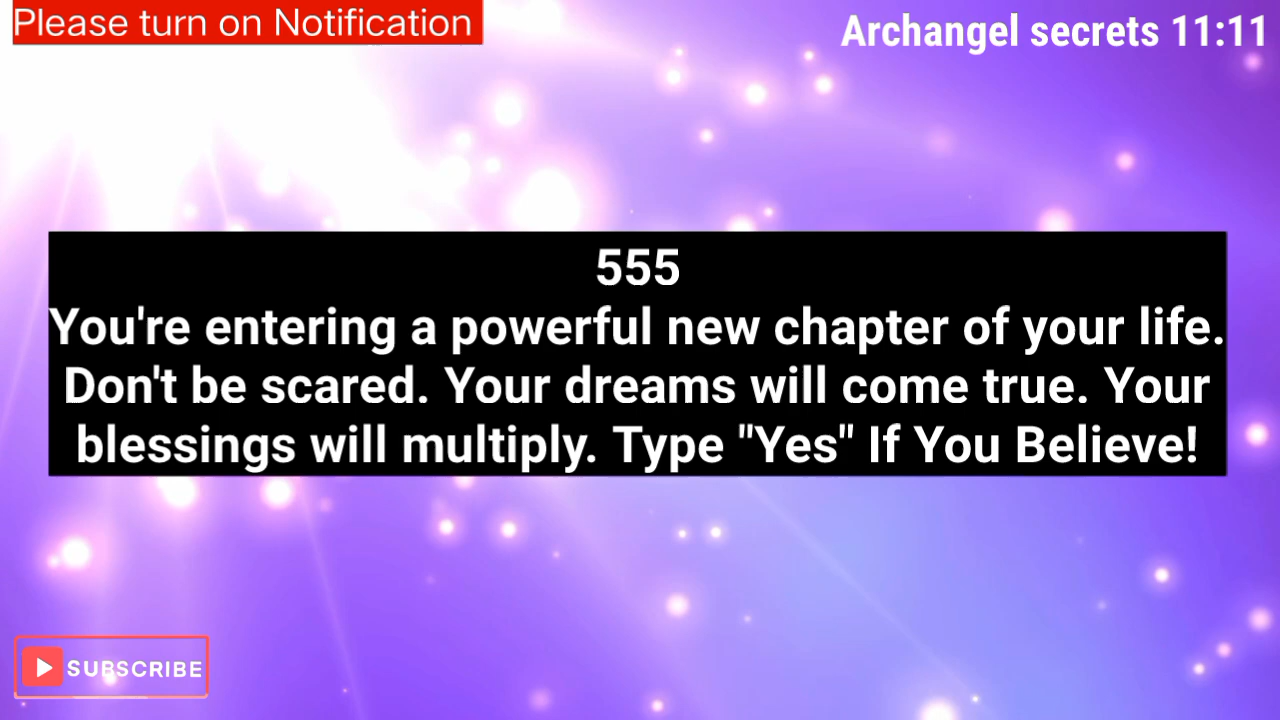 Please turn on Notification
Archangel secrets 11:11
555
You're entering a powerful new chapter of your life.
Don't be scared. Your dreams will come true. Your
blessings will multiply. Type "Yes" If You Believe!
SUBSCRIBE